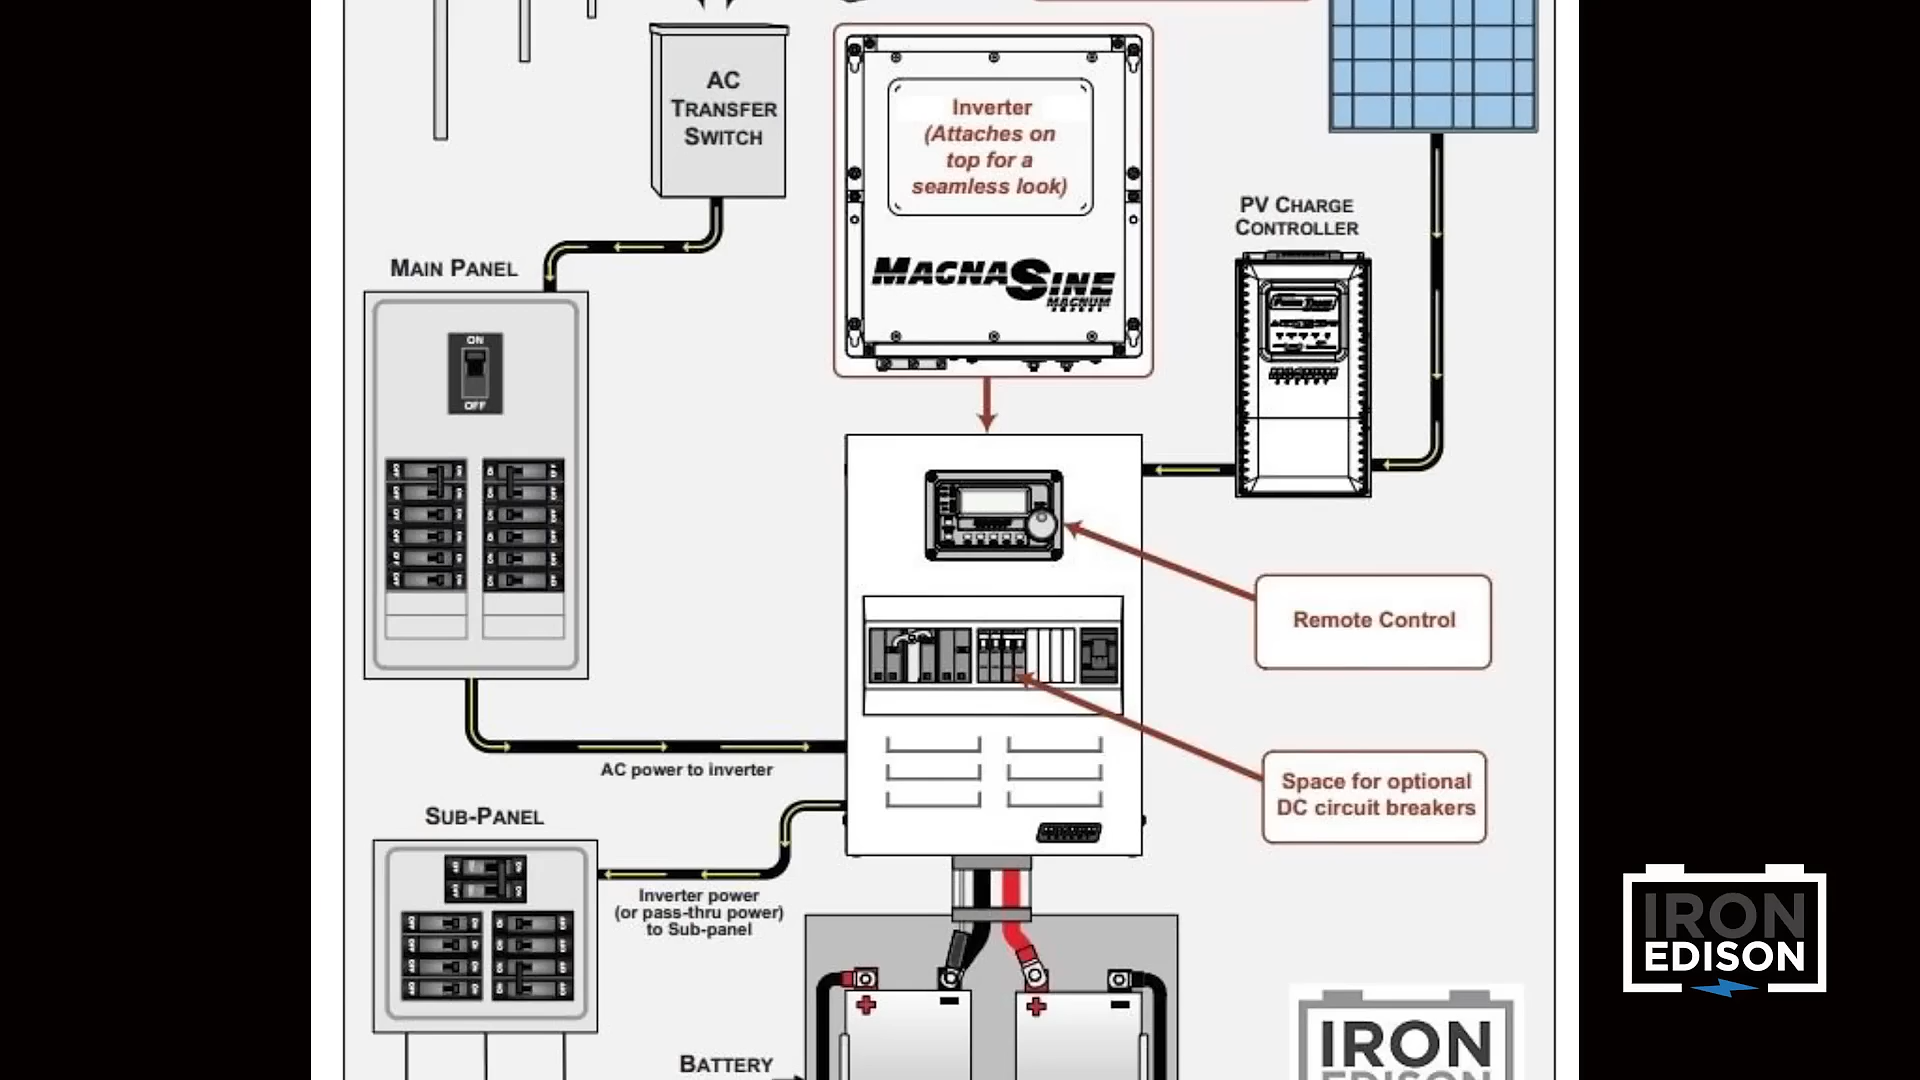 AC
TRANSFER
SWITCH
Inverter
(Attaches on
top for a
seamless look)
MAGNASINE
MAGNUM
PV CHARGE
CONTROLLER
MAIN PANEL
ON
OFF
Remote Control
AC power to inverter
Space for optional
DC circuit breakers
SUB-PANEL
Inverter power
(or pass-thru power)
to Sub-panel
BATTERY
IRON
EDISON
IRON
EDISON